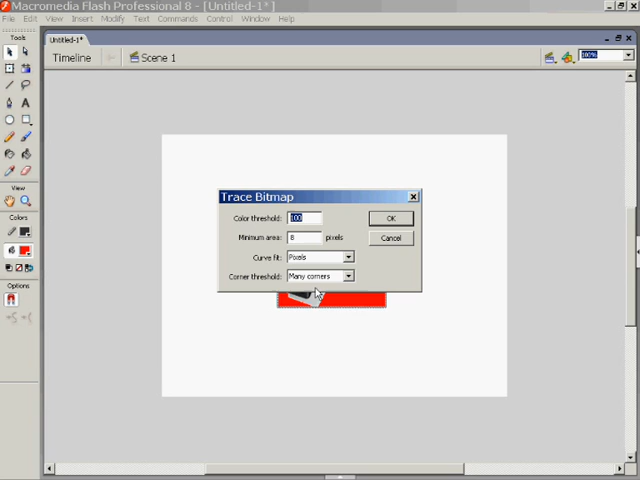 Macromedia Flash Professional 8 - [Untitled-1* ]
File Edit View Insert Modify Text Commands Control Window Help
Tools
Untitled-1*
Timeline
Scene 1
100%
Trace Bitmap
Color threshold: 100
OK
Minimum area: 8 pixels
Cancel
Curve fit: Pixels
Corner threshold: Many corners
View
Colors
Options